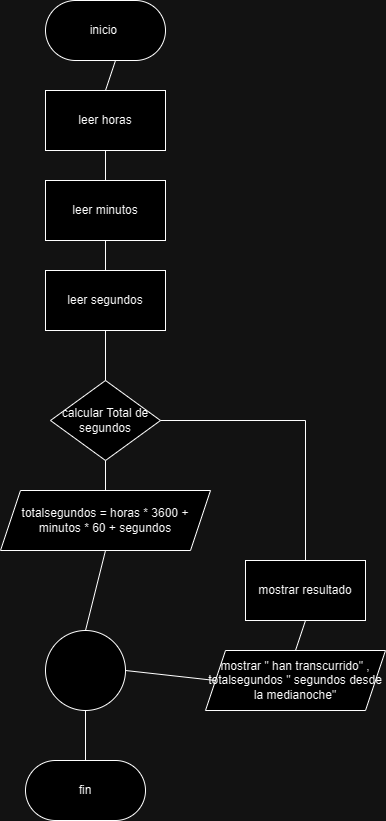 inicio
leer horas
leer minutos
leer segundos
calcular Total de
segundos
totalsegundos = horas * 3600 +
minutos * 60 + segundos
mostrar resultado
mostrar " han transcurrido" ,
totalsegundos " segundos desde
la medianoche"
fin